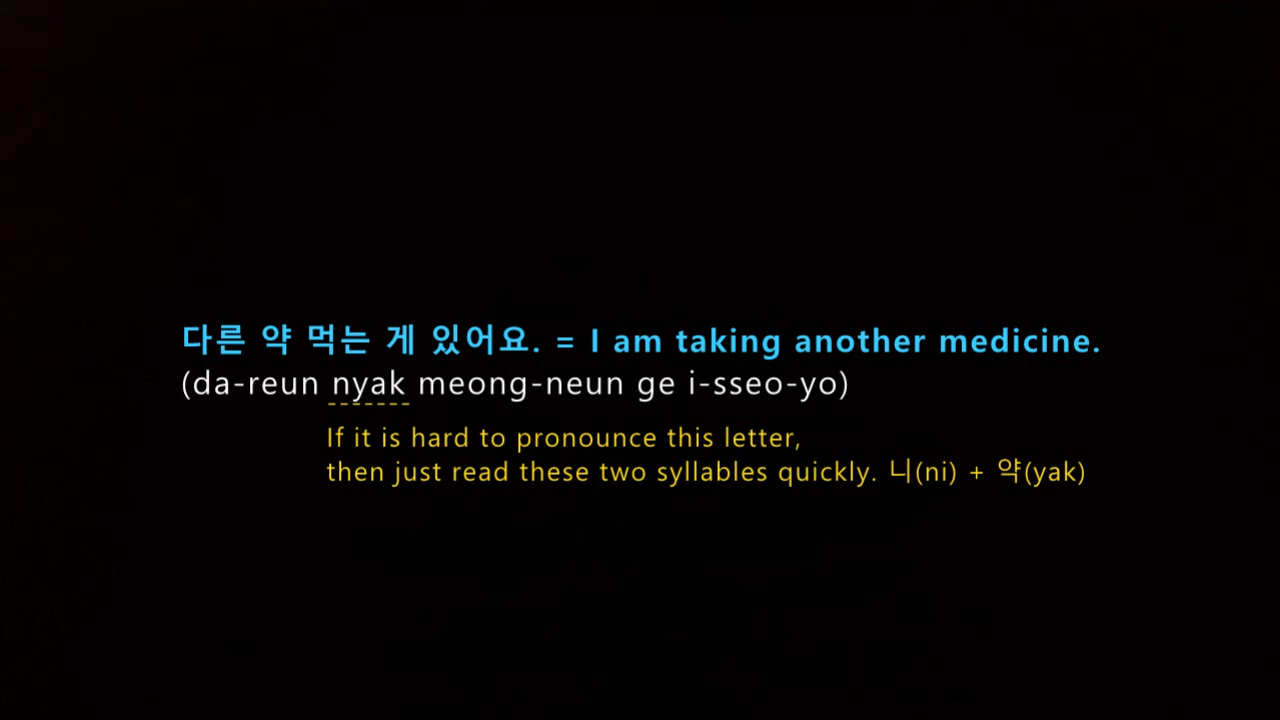 다른 약 먹는 게 있어요. = I am taking another medicine.
(da-reun nyak meong-neun ge i-sseo-yo)
If it is hard to pronounce this letter,
then just read these two syllables quickly. 니(ni) + 약(yak)